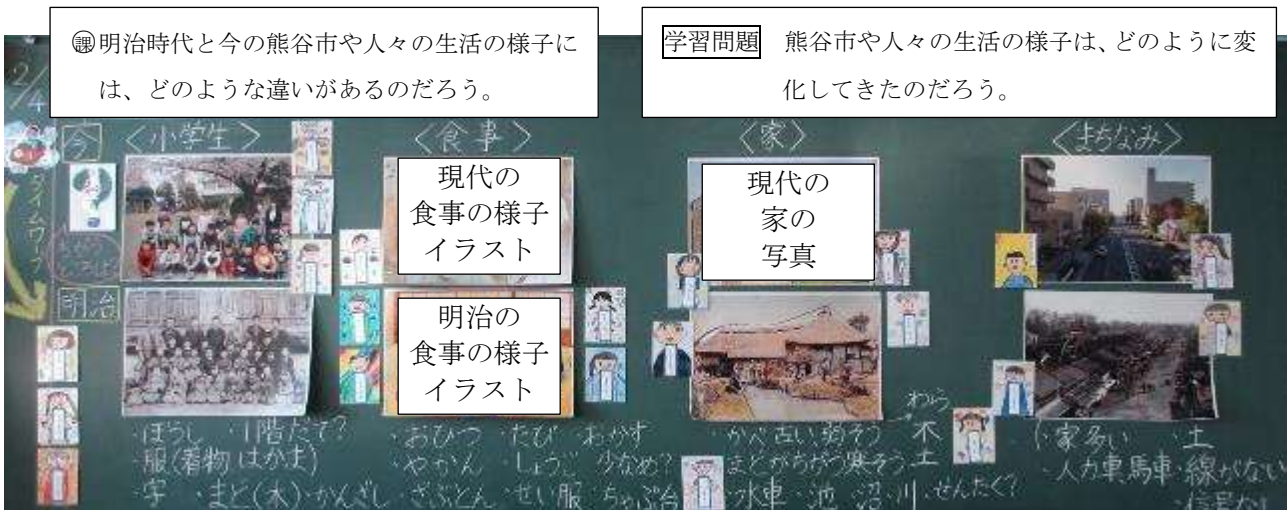 ㋕明治時代と今の熊谷市や人々の生活の様子に
は、どのような違いがあるのだろう。
学習問題 熊谷市や人々の生活の様子は、どのように変
化してきたのだろう。
2/4
今
〈小学生〉
〈食事〉
〈家〉
〈まちなみ〉
タイムワープ
現代の
食事の様子
イラスト
現代の
家の
写真
明治
明治の
食事の様子
イラスト
・ぼうし ・1階だて?
・服(着物 はかま)
・字 ・まど(木)・かんざし
・おひつ ・たび ・おかず
・やかん ・しょうじ 少なめ?
・ざぶとん ・せい服 ・ちゃぶ台
わら
・かべ古い弱そう 木
・まどがちがう寒そう 土
・水車 ・池 沼 川 ・せんたく?
・家多い ・土
・人力車 馬車 ・線がない
・信号なし